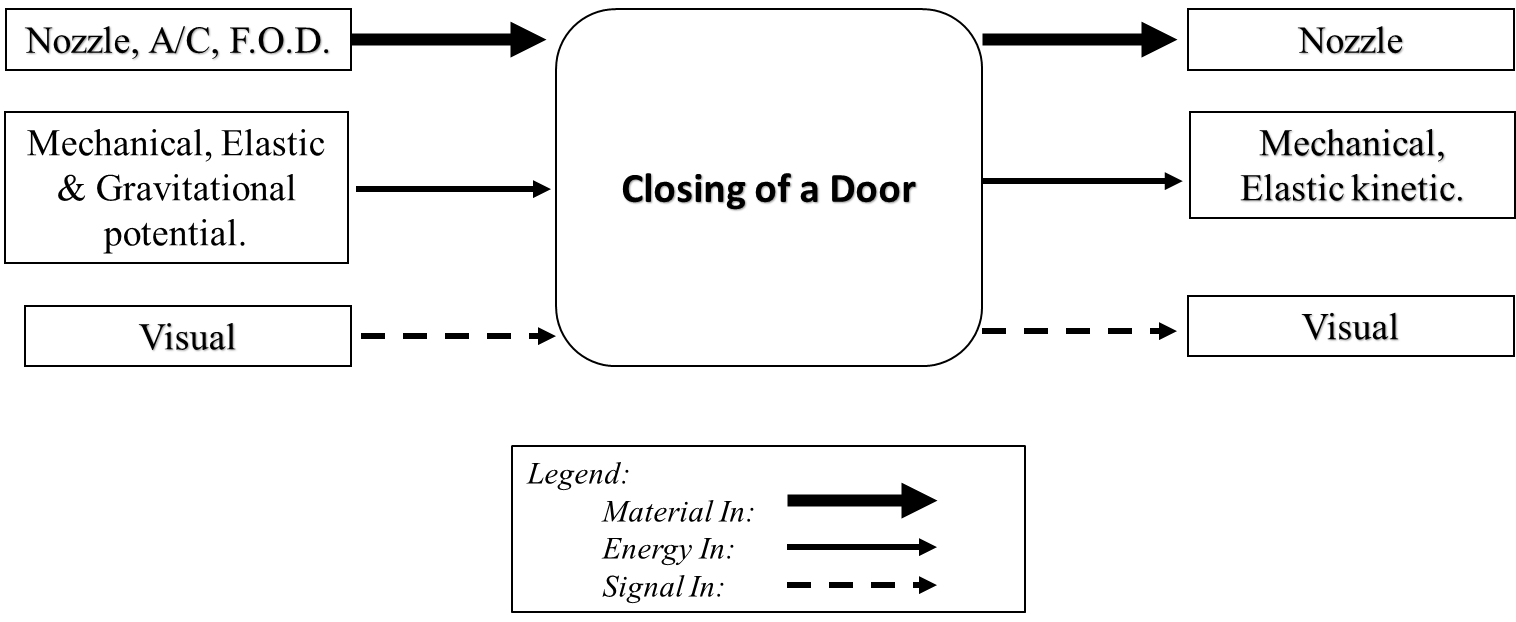 Nozzle, A/C, F.O.D.
Mechanical, Elastic
& Gravitational
potential.
Visual
Closing of a Door
Nozzle
Mechanical,
Elastic kinetic.
Visual
Legend:
Material In:
Energy In:
Signal In: